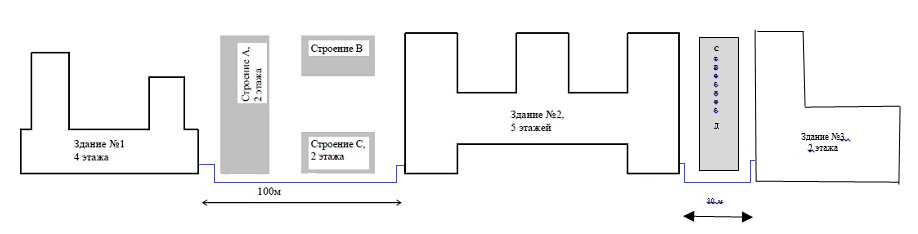 Здание №1
4 этажа
Строение А,
2 этажа
Строение В
Строение С,
2 этажа
Здание №2,
5 этажей
Д
Здание №3
2 этажа
100м